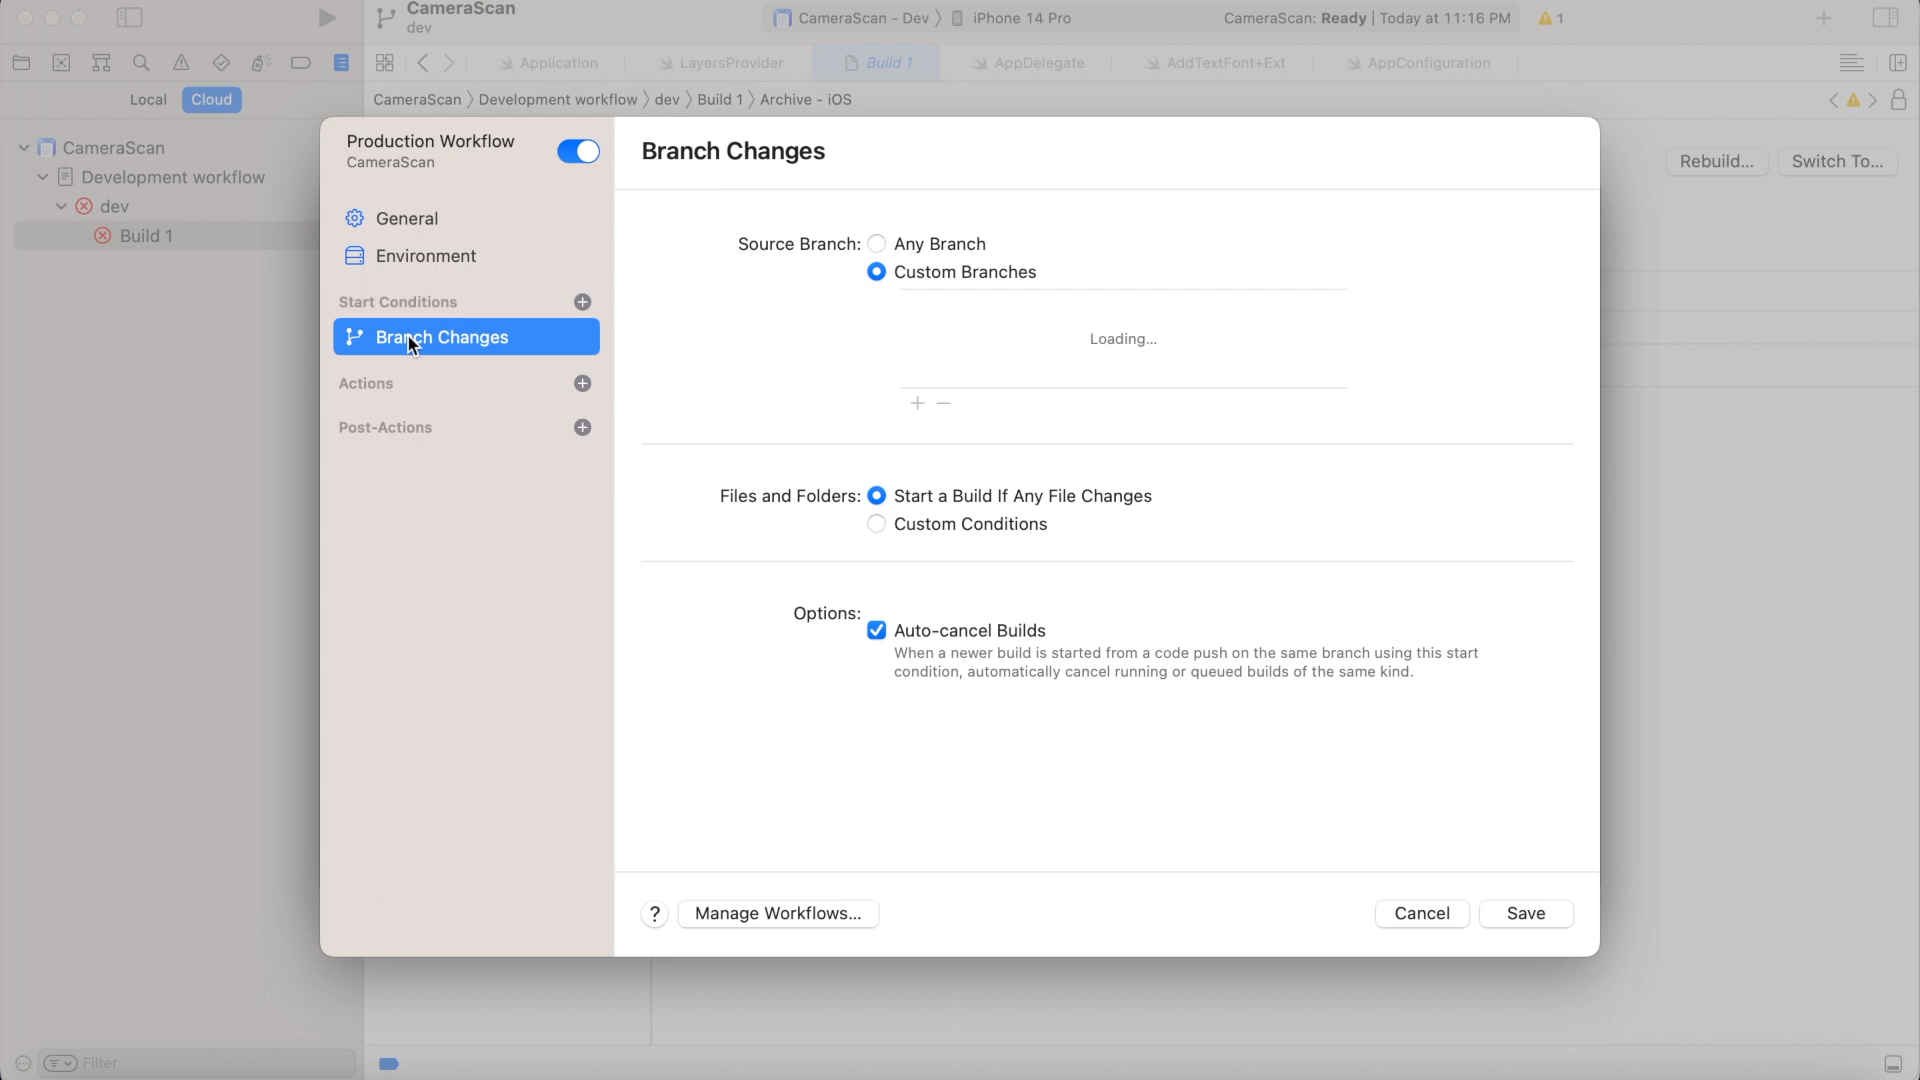 CameraScan
dev
CameraScan - Dev
iPhone 14 Pro
CameraScan: Ready | Today at 11:16 PM
1
Application
LayersProvider
Build 1
AppDelegate
AddTextFont+Ext
AppConfiguration
Local
Cloud
CameraScan
Development workflow
dev
Build 1
Archive - iOS
CameraScan
Development workflow
dev
Build 1
Rebuild...
Switch To...
Production Workflow
CameraScan
General
Environment
Start Conditions
Branch Changes
Actions
Post-Actions
Branch Changes
Source Branch:
Any Branch
Custom Branches
Loading...
Files and Folders:
Start a Build If Any File Changes
Custom Conditions
Options:
Auto-cancel Builds
When a newer build is started from a code push on the same branch using this start
condition, automatically cancel running or queued builds of the same kind.
?
Manage Workflows...
Cancel
Save
Filter